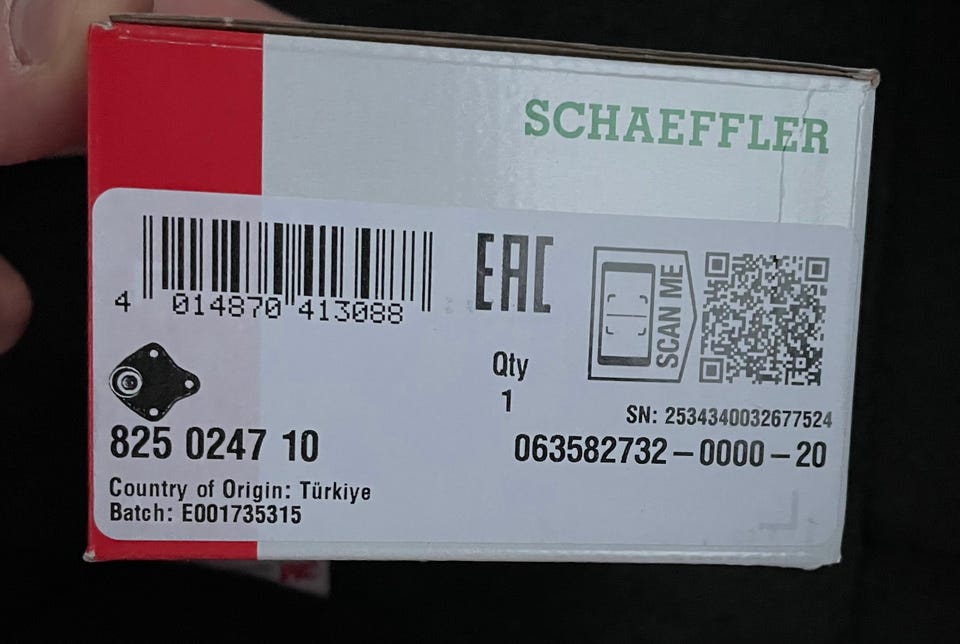 SCHAEFFLER
4 014870 413088
EAC
SCAN ME
Qty
1
SN: 2534340032677524
825 0247 10
063582732-0000-20
Country of Origin: Türkiye
Batch: E001735315